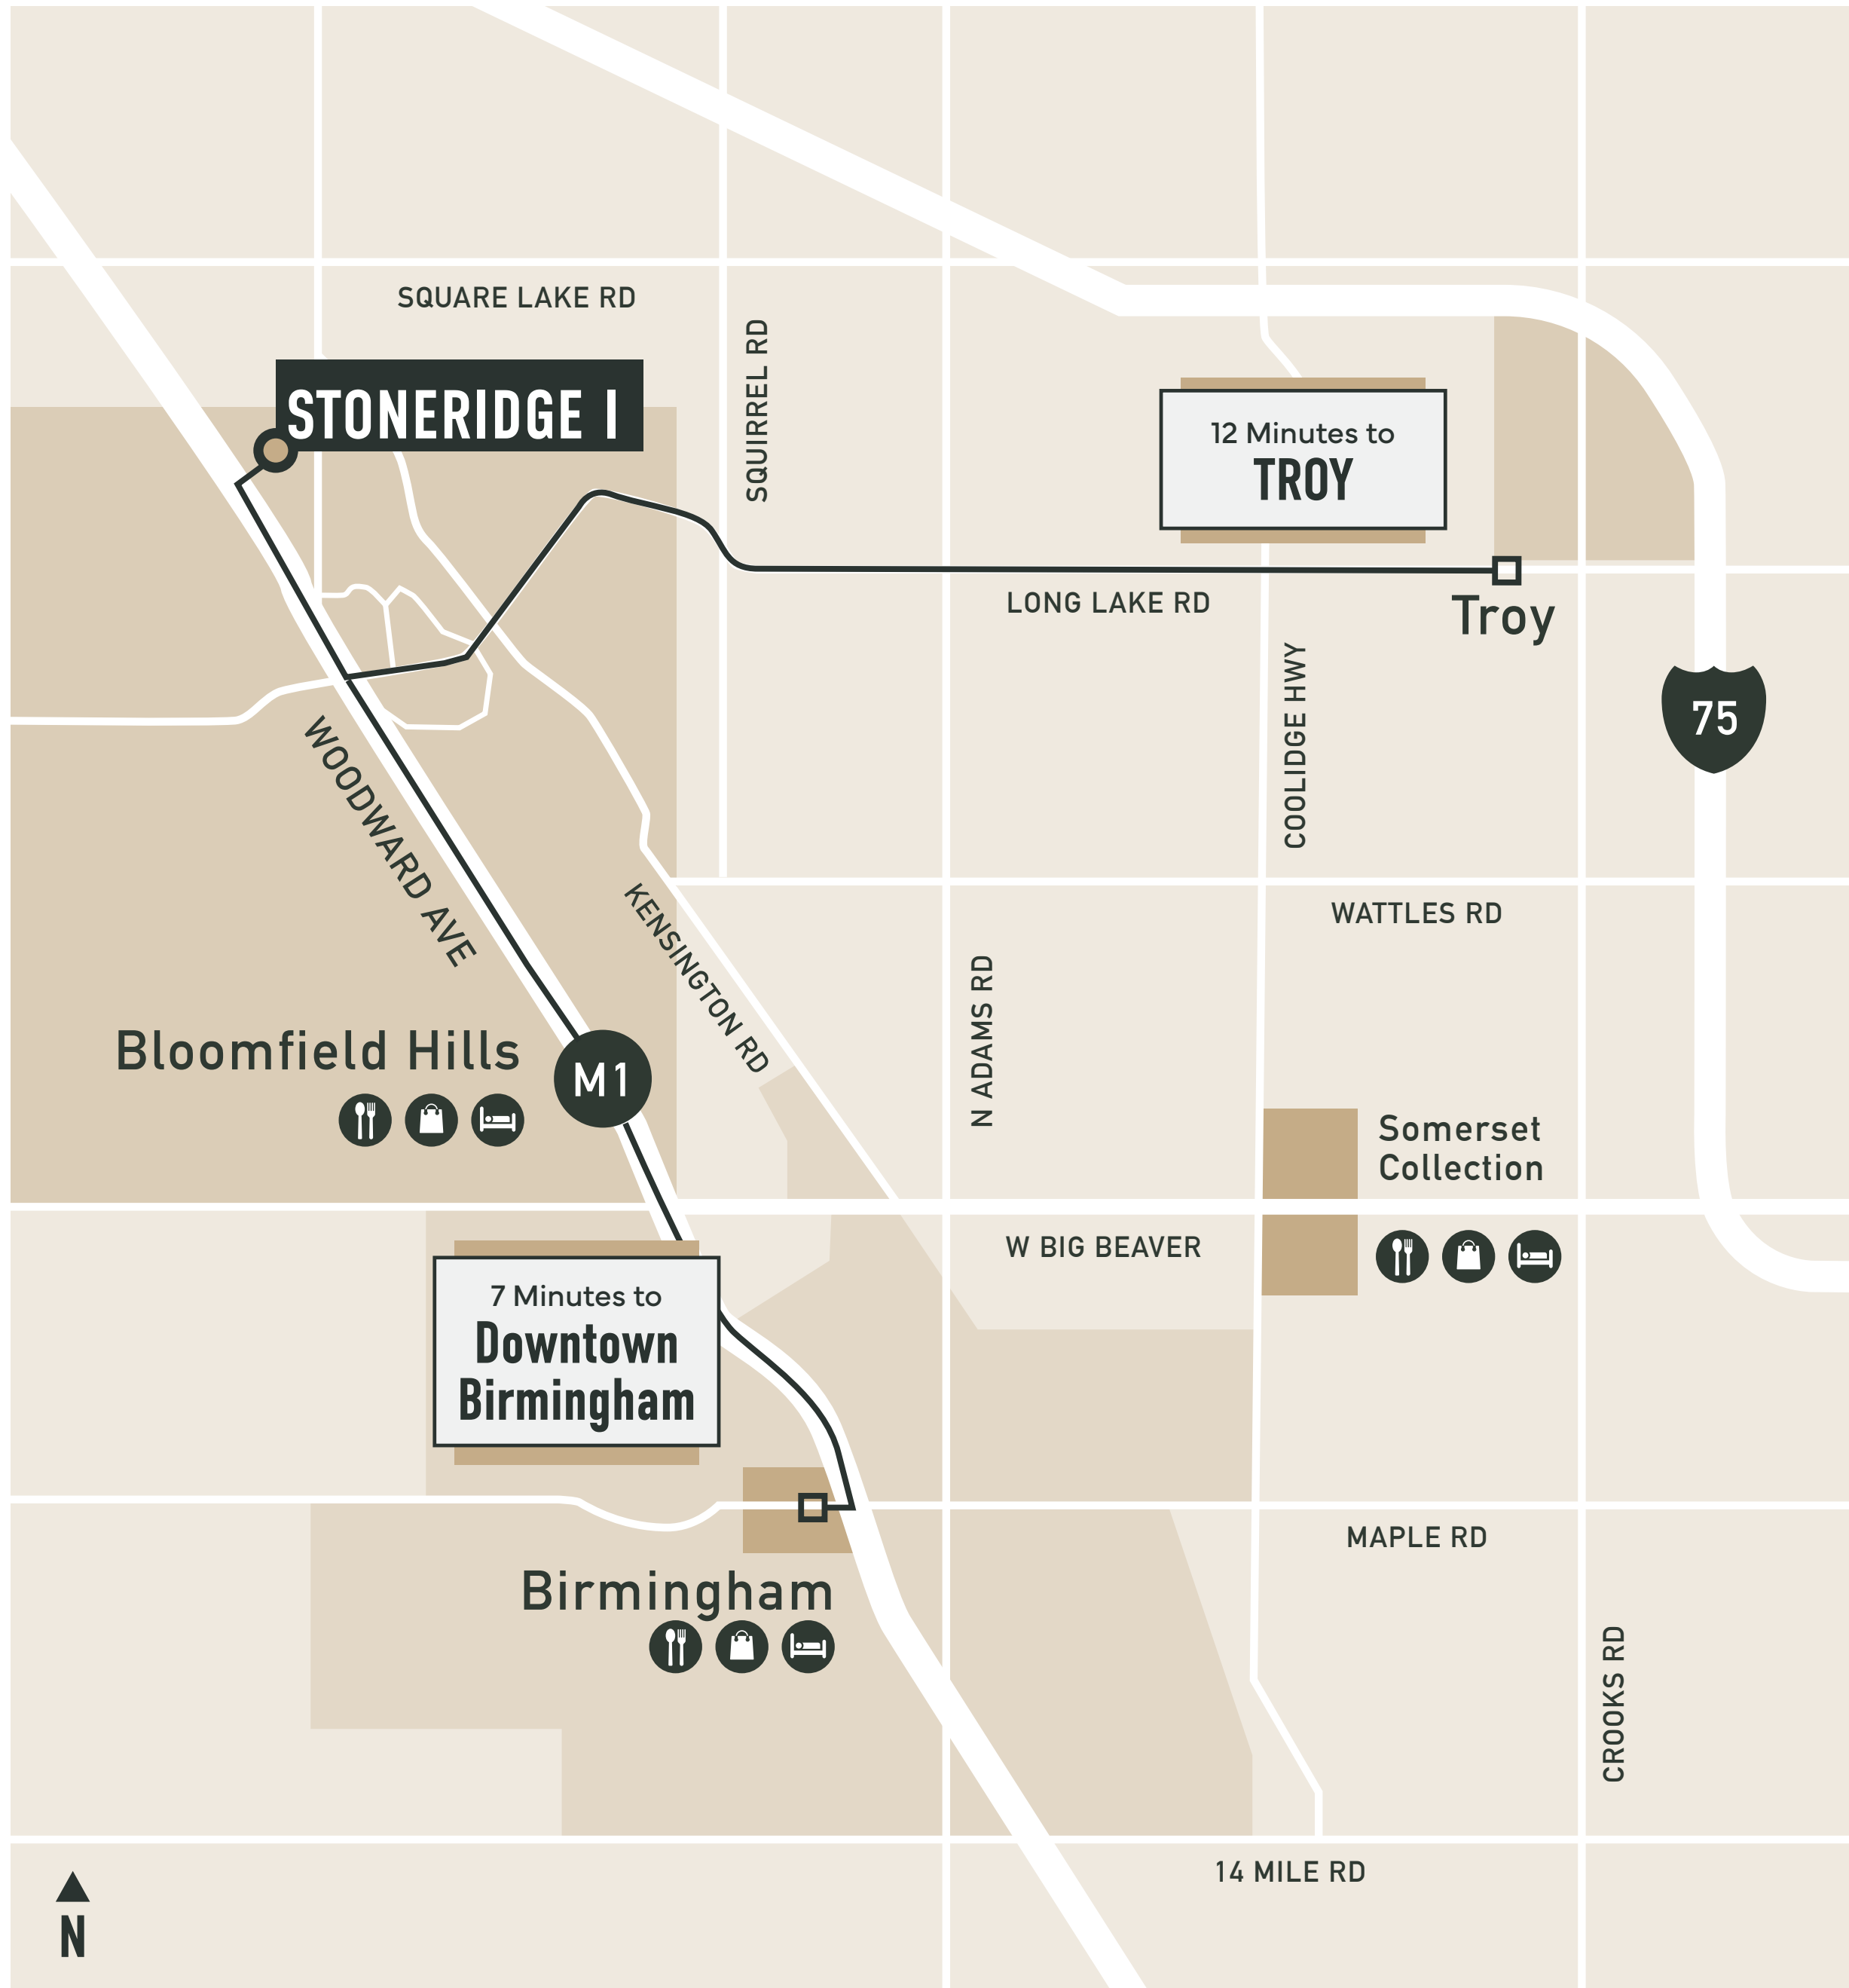 SQUARE LAKE RD
SQUIRREL RD
STONERIDGE I
12 Minutes to
TROY
LONG LAKE RD
Troy
COOLIDGE HWY
75
WOODWARD AVE
KENSINGTON RD
WATTLES RD
N ADAMS RD
Bloomfield Hills
M1
Somerset
Collection
W BIG BEAVER
7 Minutes to
Downtown
Birmingham
MAPLE RD
Birmingham
CROOKS RD
14 MILE RD
N